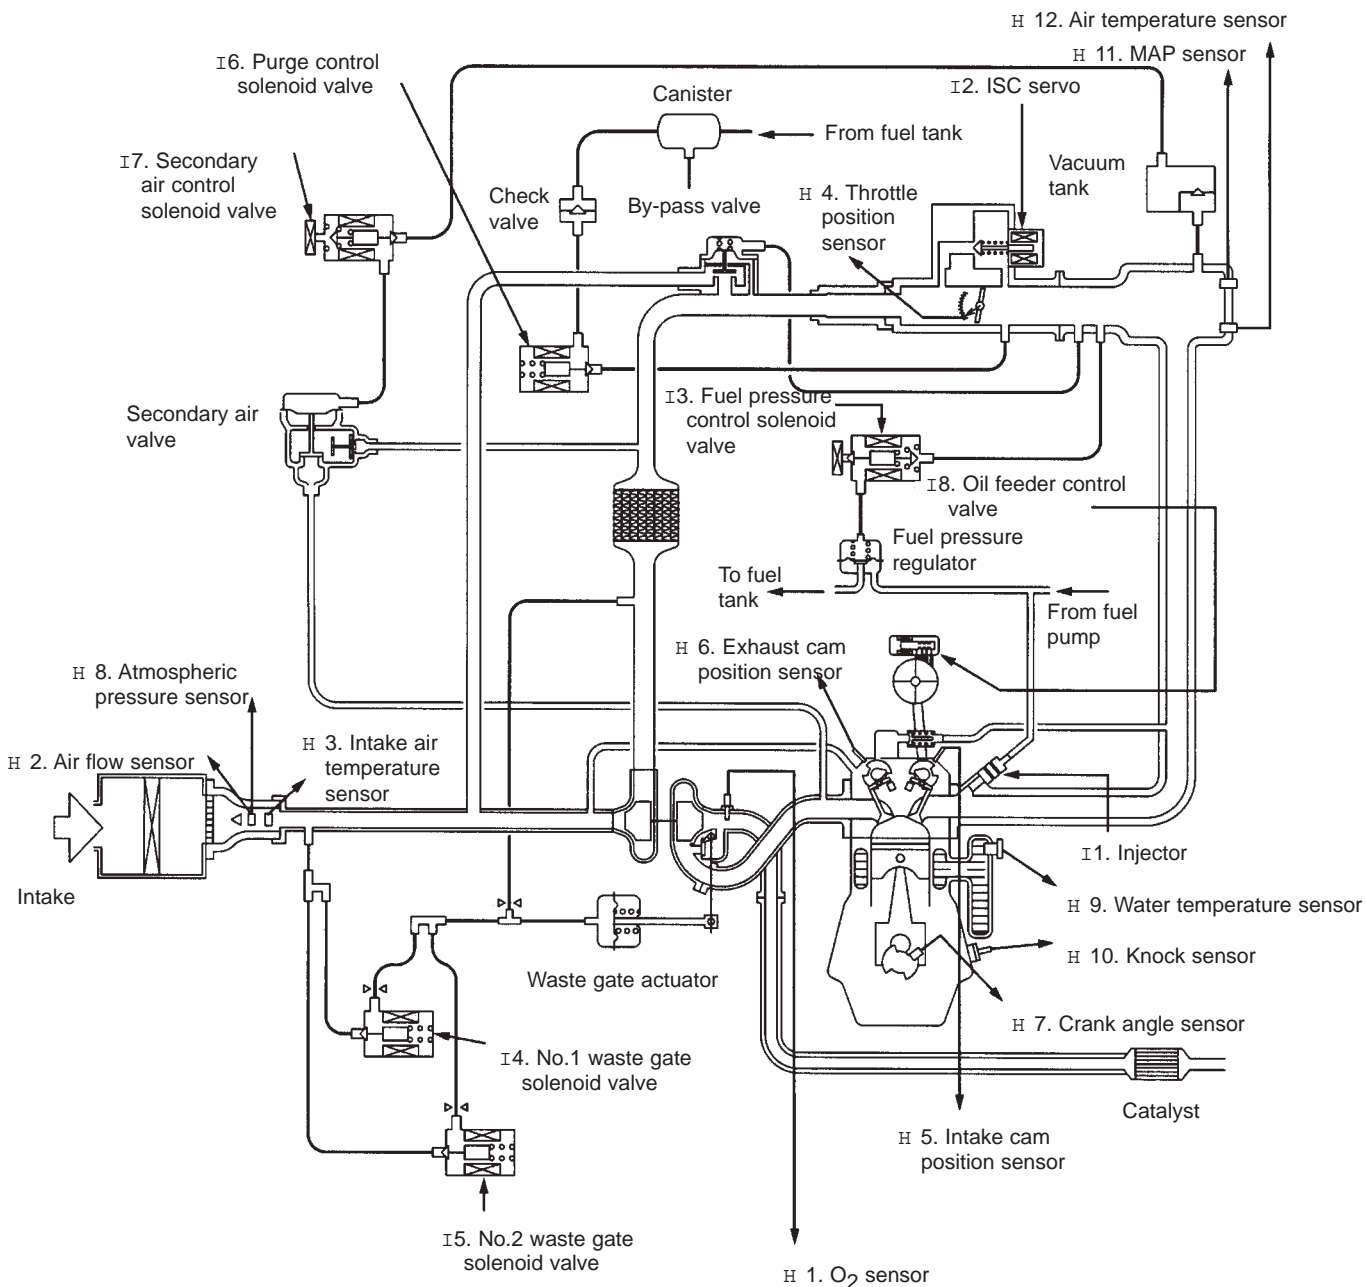 H 12. Air temperature sensor
H 11. MAP sensor
I6. Purge control
solenoid valve
I2. ISC servo
Canister
From fuel tank
I7. Secondary
air control
solenoid valve
Vacuum
tank
Check
valve
By-pass valve
H 4. Throttle
position
sensor
I3. Fuel pressure
control solenoid
valve
Secondary air
valve
I8. Oil feeder control
valve
Fuel pressure
regulator
To fuel
tank
From fuel
pump
H 6. Exhaust cam
position sensor
H 8. Atmospheric
pressure sensor
H 2. Air flow sensor
H 3. Intake air
temperature
sensor
I1. Injector
Intake
H 9. Water temperature sensor
H 10. Knock sensor
Waste gate actuator
H 7. Crank angle sensor
I4. No.1 waste gate
solenoid valve
Catalyst
H 5. Intake cam
position sensor
I5. No.2 waste gate
solenoid valve
H 1. O2 sensor